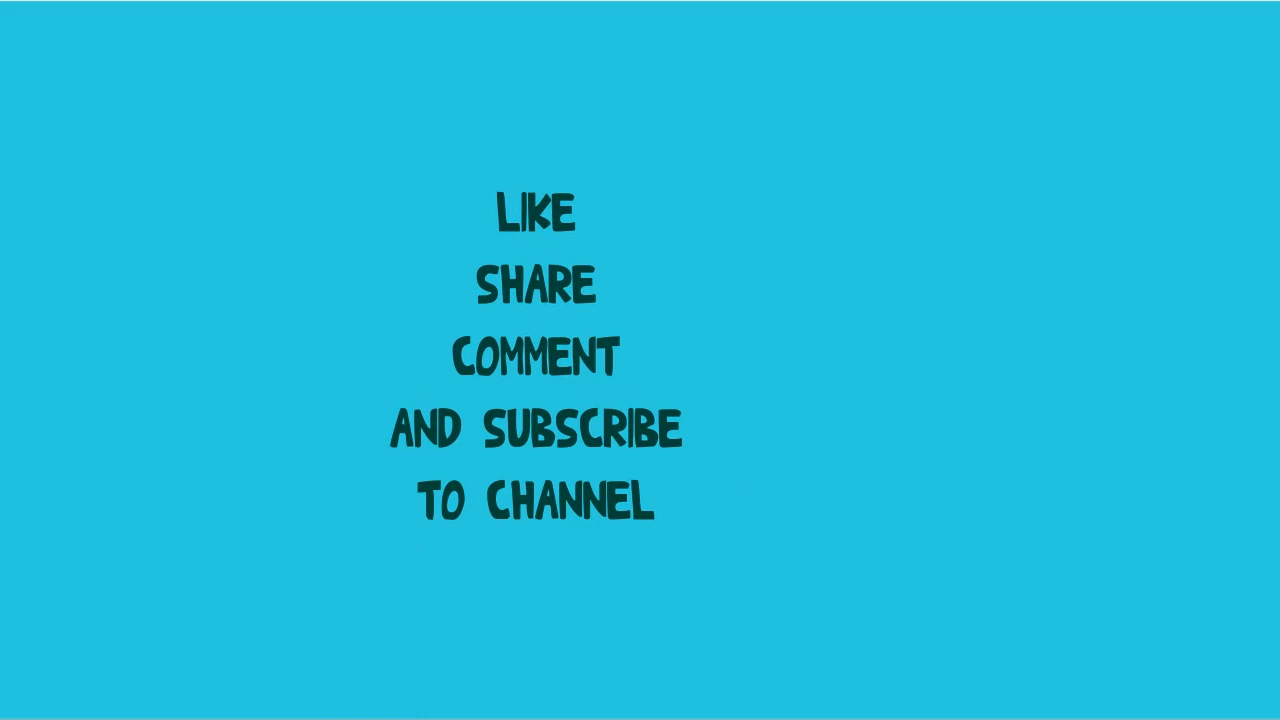 LIKE
SHARE
COMMENT
AND SUBSCRIBE
TO CHANNEL